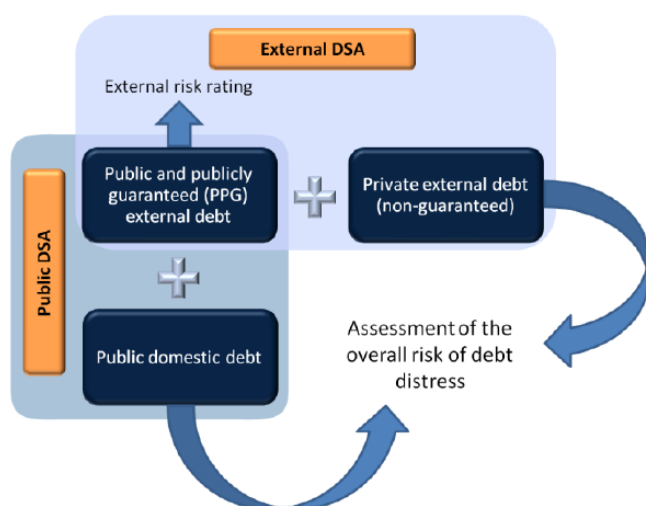 External DSA
External risk rating
Public and publicly
guaranteed (PPG)
external debt
Private external debt
(non-guaranteed)
Public DSA
Public domestic debt
Assessment of the
overall risk of debt
distress